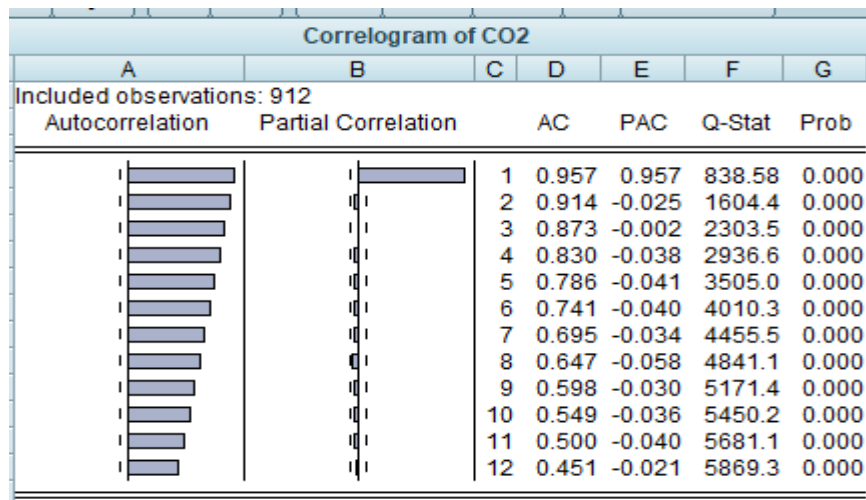 Correlogram of CO2
A B C D E F G
Included observations: 912
Autocorrelation Partial Correlation AC PAC Q-Stat Prob
1 0.957 0.957 838.58 0.000
2 0.914 -0.025 1604.4 0.000
3 0.873 -0.002 2303.5 0.000
4 0.830 -0.038 2936.6 0.000
5 0.786 -0.041 3505.0 0.000
6 0.741 -0.040 4010.3 0.000
7 0.695 -0.034 4455.5 0.000
8 0.647 -0.058 4841.1 0.000
9 0.598 -0.030 5171.4 0.000
10 0.549 -0.036 5450.2 0.000
11 0.500 -0.040 5681.1 0.000
12 0.451 -0.021 5869.3 0.000